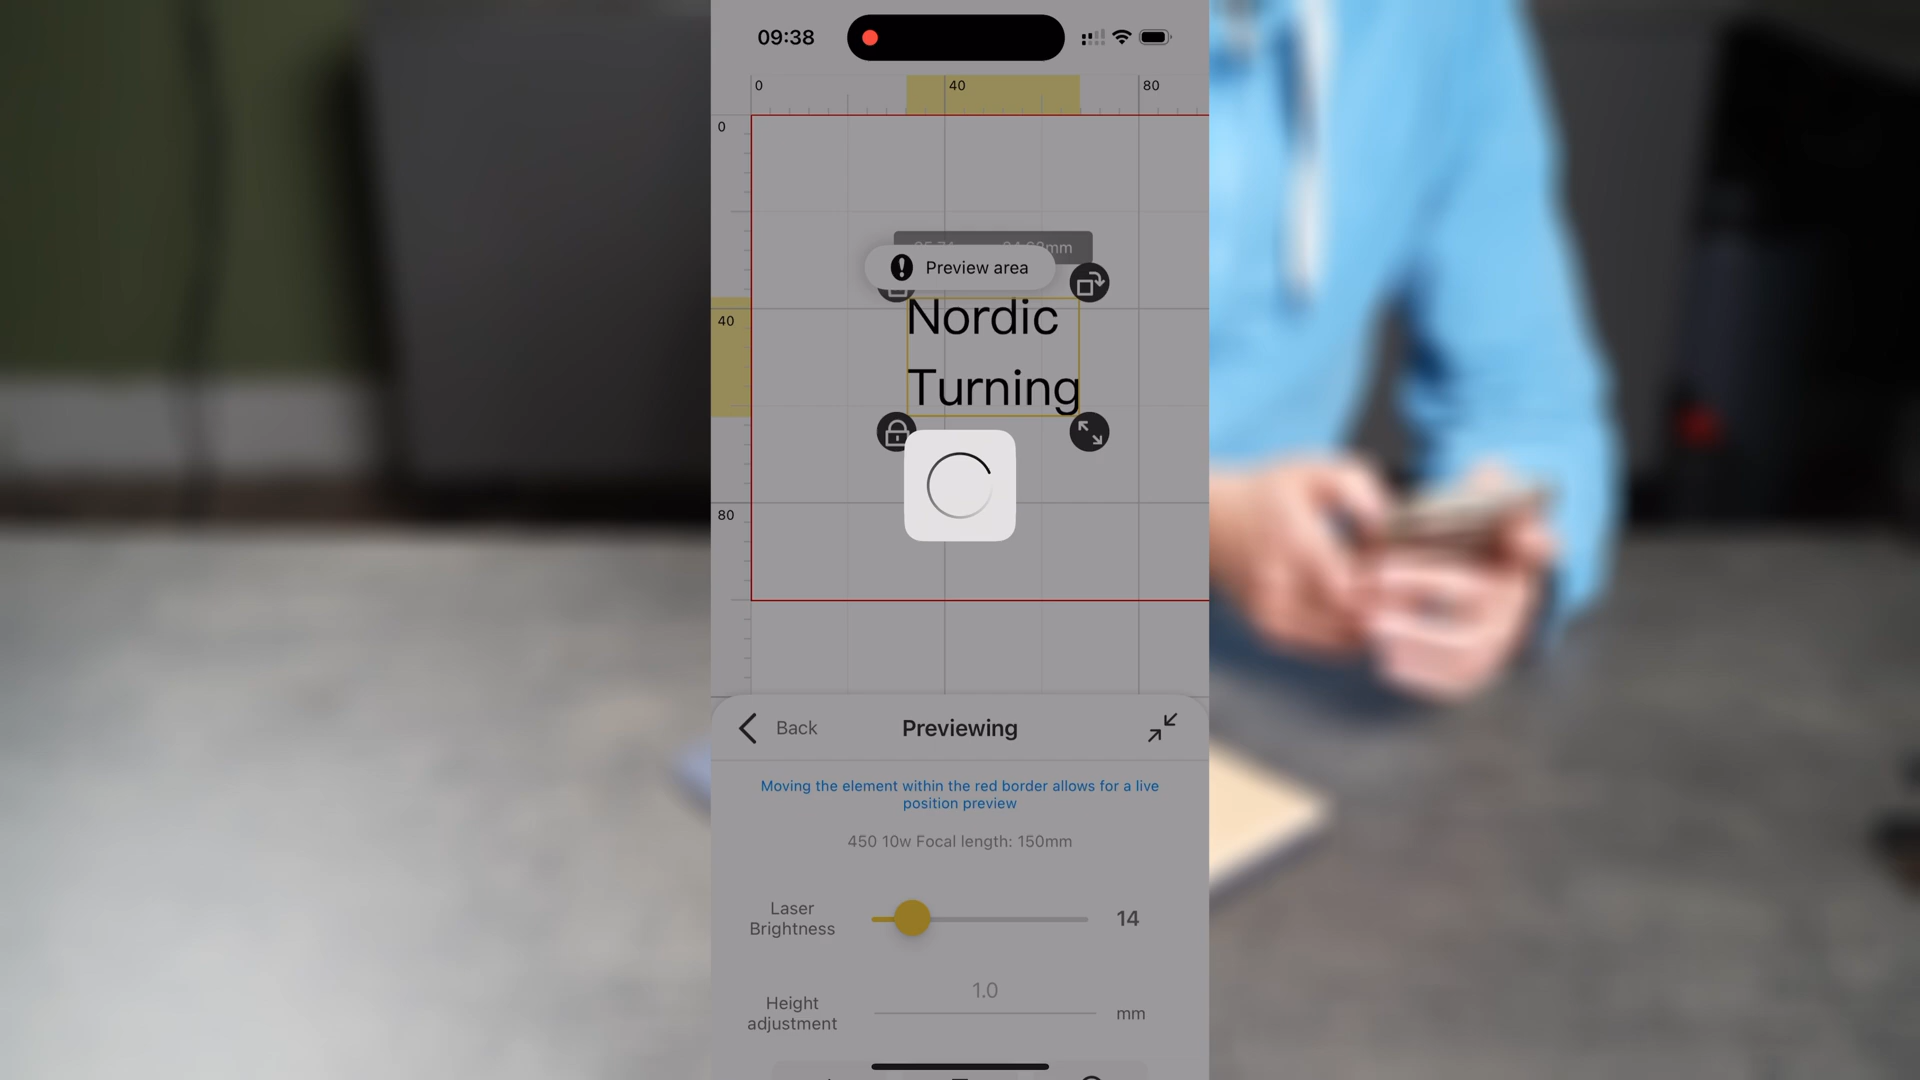 09:38
0 40 80
0
mm
Preview area
Nordic
40
Turning
80
Back Previewing
Moving the element within the red border allows for a live
position preview
450 10w Focal length: 150mm
Laser
Brightness
14
1.0
Height
adjustment
mm